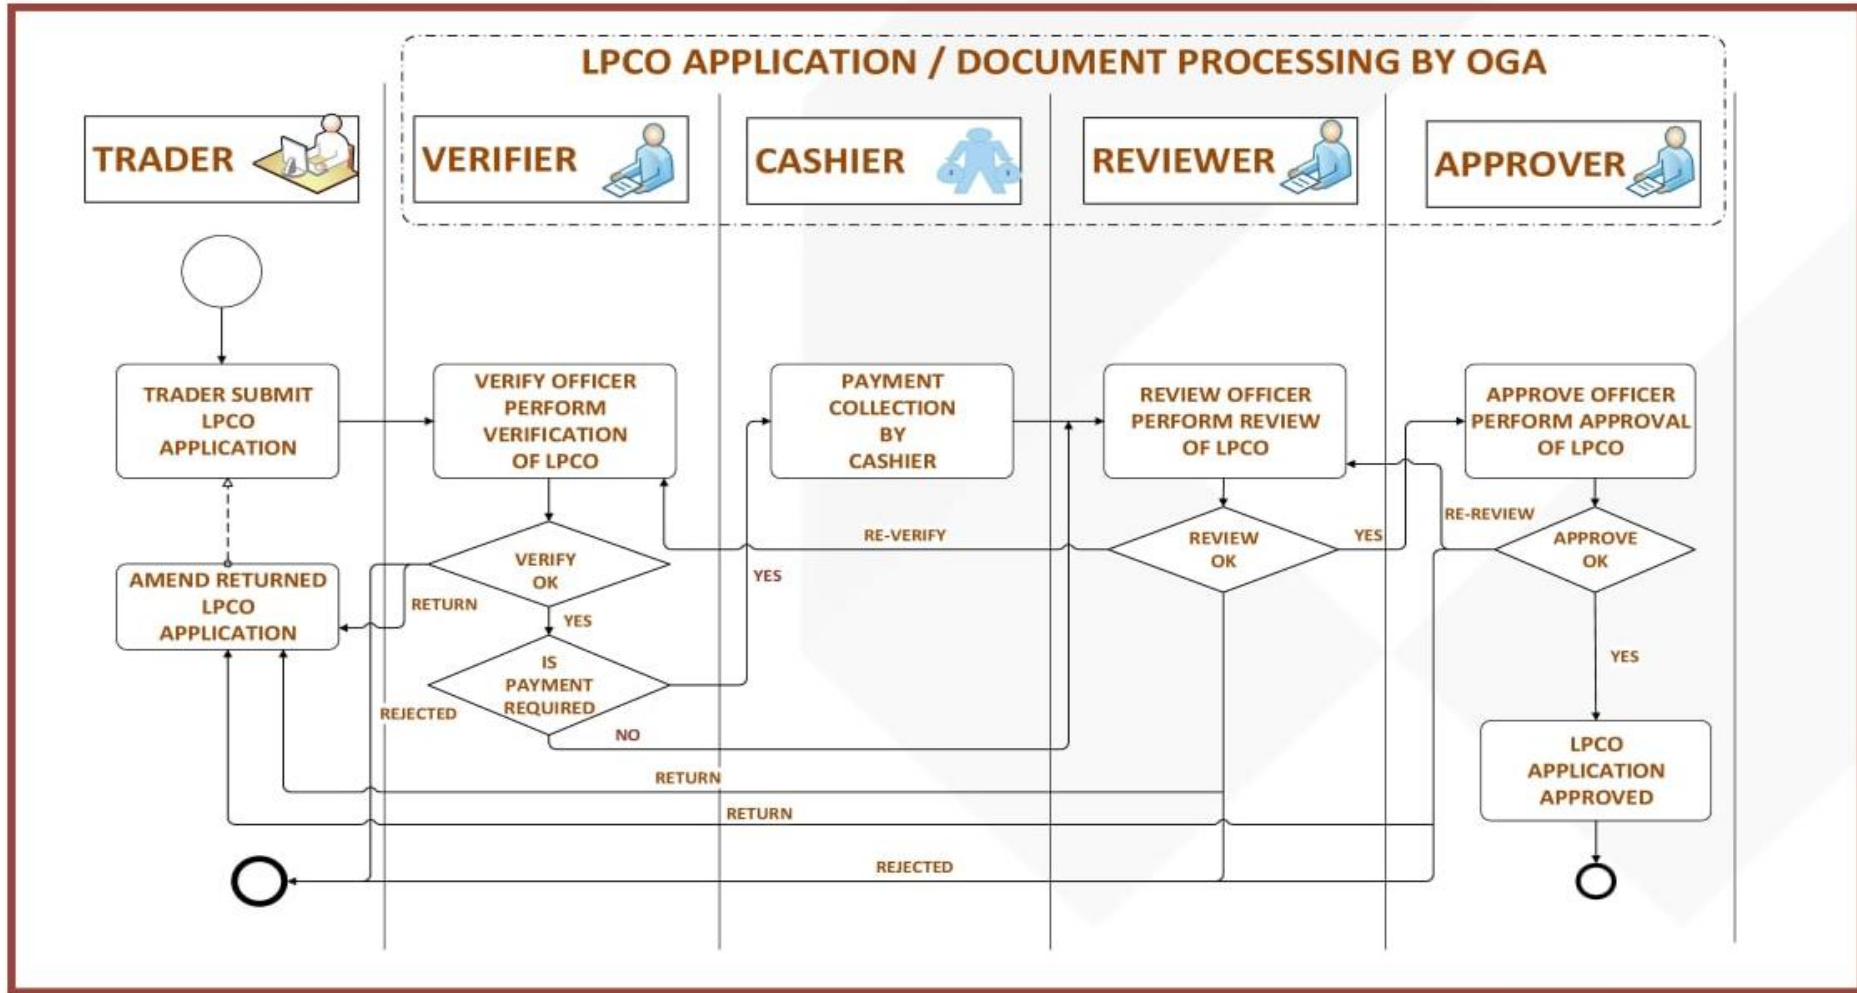 LPCO APPLICATION / DOCUMENT PROCESSING BY OGA
TRADER
VERIFIER
CASHIER
REVIEWER
APPROVER
TRADER SUBMIT
LPCO
APPLICATION
VERIFY OFFICER
PERFORM
VERIFICATION
OF LPCO
PAYMENT
COLLECTION
BY
CASHIER
REVIEW OFFICER
PERFORM REVIEW
OF LPCO
APPROVE OFFICER
PERFORM APPROVAL
OF LPCO
AMEND RETURNED
LPCO
APPLICATION
VERIFY
OK
RETURN
YES
RE-VERIFY
YES
REVIEW
OK
YES
RE-REVIEW
APPROVE
OK
IS
PAYMENT
REQUIRED
REJECTED
NO
YES
RETURN
RETURN
REJECTED
LPCO
APPLICATION
APPROVED